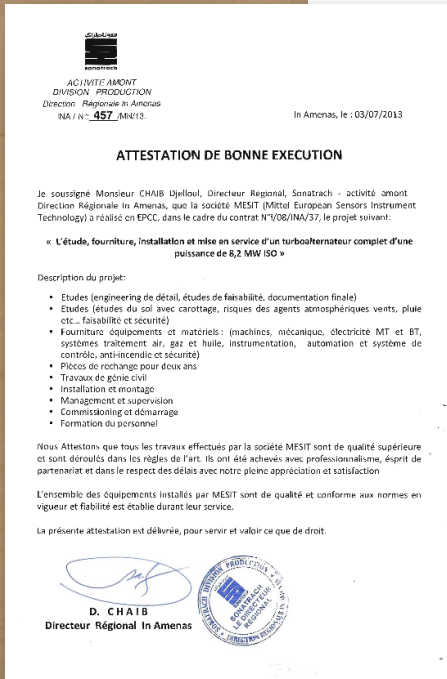 سوناطراك
sonatrach
ACTIVITE AMONT
DIVISION PRODUCTION
Direction Régionale In Amenas
INA / N° 457 /MN/13.
In Amenas, le : 03/07/2013
ATTESTATION DE BONNE EXECUTION
Je soussigné Monsieur CHAIB Djelloul, Directeur Regional, Sonatrach - activité amont
Direction Régionale In Amenas, que la société MESIT (Mittel European Sensors Instrument
Technology) a réalisé en EPCC, dans le cadre du contrat N°I/08/INA/37, le projet suivant:
« L'étude, fourniture, installation et mise en service d'un turboalternateur complet d'une
puissance de 8,2 MW ISO »
Description du projet:
▪ Etudes (engineering de détail, études de faisabilité, documentation finale)
▪ Etudes (études du sol avec carottage, risques des agents atmosphériques vents, pluie
etc... faisabilité et sécurité)
▪ Fourniture équipements et matériels : (machines, mécanique, électricité MT et BT,
systèmes traitement air, gaz et huile, instrumentation, automation et système de
contrôle, anti-incendie et sécurité)
▪ Pièces de rechange pour deux ans
▪ Travaux de génie civil
▪ Installation et montage
▪ Management et supervision
▪ Commissioning et démarrage
▪ Formation du personnel
Nous Attestons que tous les travaux effectués par la société MESIT sont de qualité supérieure
et sont déroulés dans les règles de l'art. Ils ont été achevés avec professionnalisme, ésprit de
partenariat et dans le respect des délais avec notre pleine appréciation et satisfaction
L'ensemble des équipements installés par MESIT sont de qualité et conforme aux normes en
vigueur et fiabilité est établie durant leur service.
La présente attestation est délivrée, pour servir et valoir ce que de droit.
D. CHAIB
Directeur Régional In Amenas
SONATRACH DIVISION PRODUCTION
SONATRACH
LE DIRECTEUR
REGIONAL
DIRECTION REGIONALE